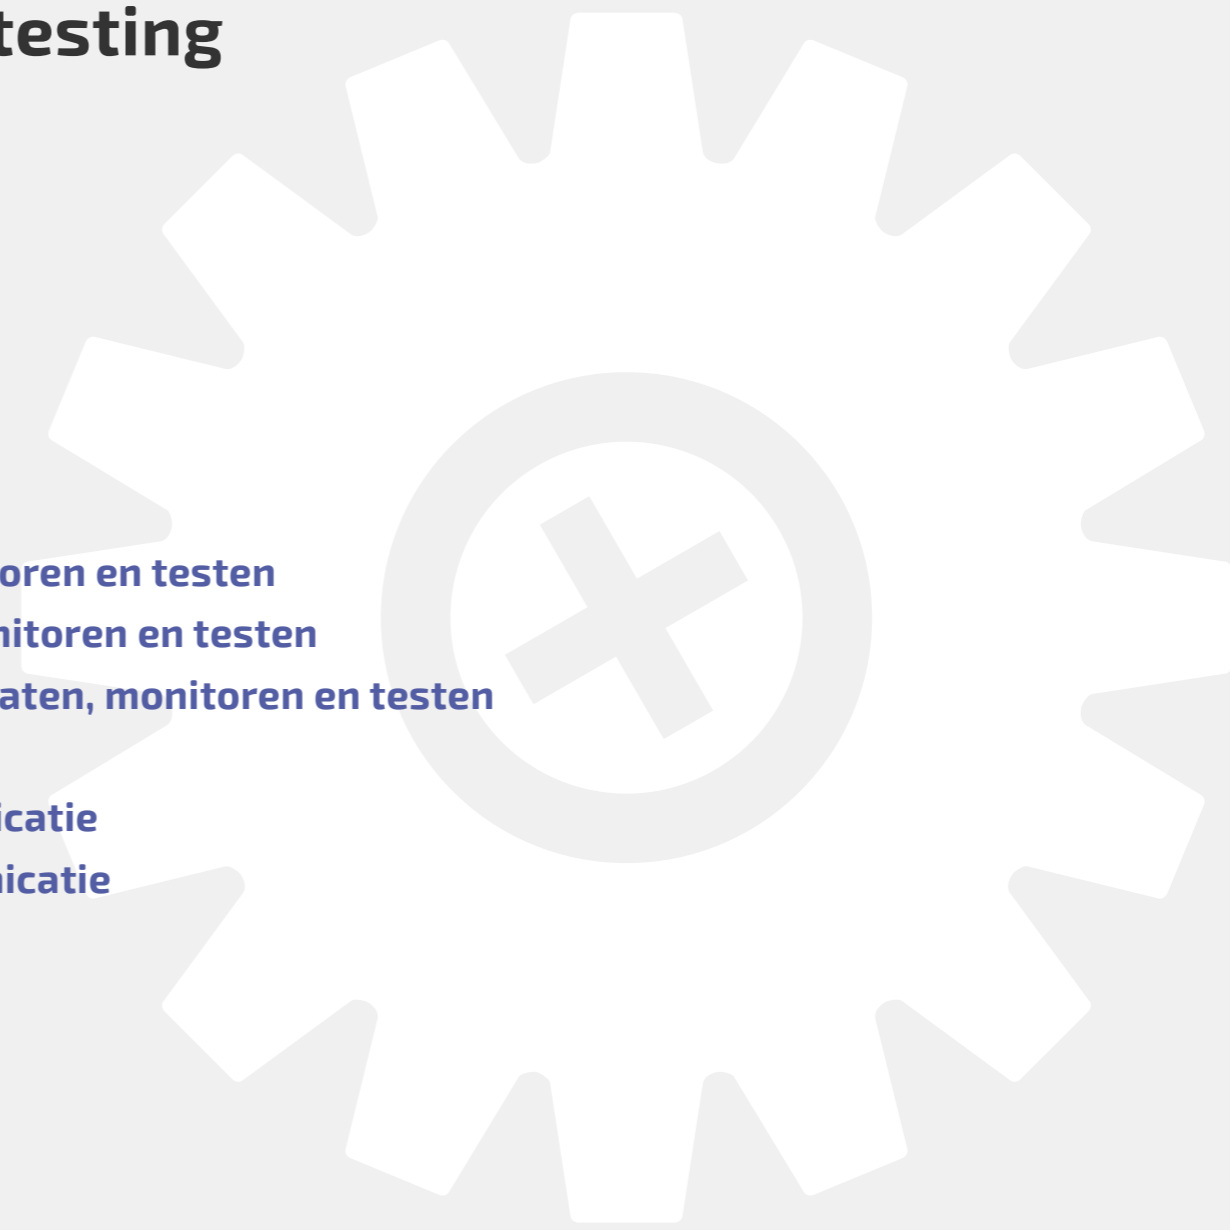 testing
oren en testen
nitoren en testen
aten, monitoren en testen
icatie
nicatie